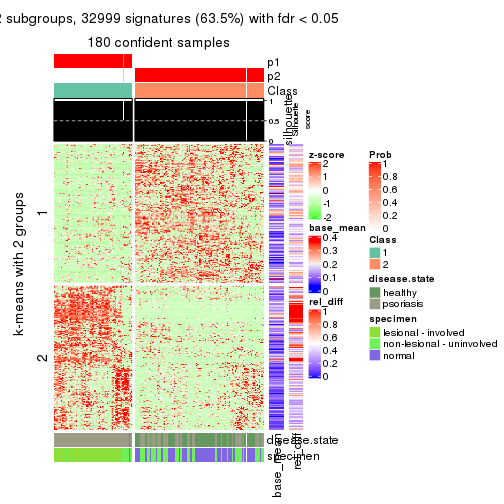 2 subgroups, 32999 signatures (63.5%) with fdr < 0.05
180 confident samples
p1
p2
Class
1
0.5
0
silhouette
Silhouette
score
k-means with 2 groups
1
2
disease.state
specimen
base_mean
rel_diff
z-score
2
1
0
-1
-2
base_mean
0.4
0.3
0.2
0.1
0
rel_diff
1
0.8
0.6
0.4
0.2
0
Prob
1
0.8
0.6
0.4
0.2
0
Class
1
2
disease.state
healthy
psoriasis
specimen
lesional - involved
non-lesional - uninvolved
normal